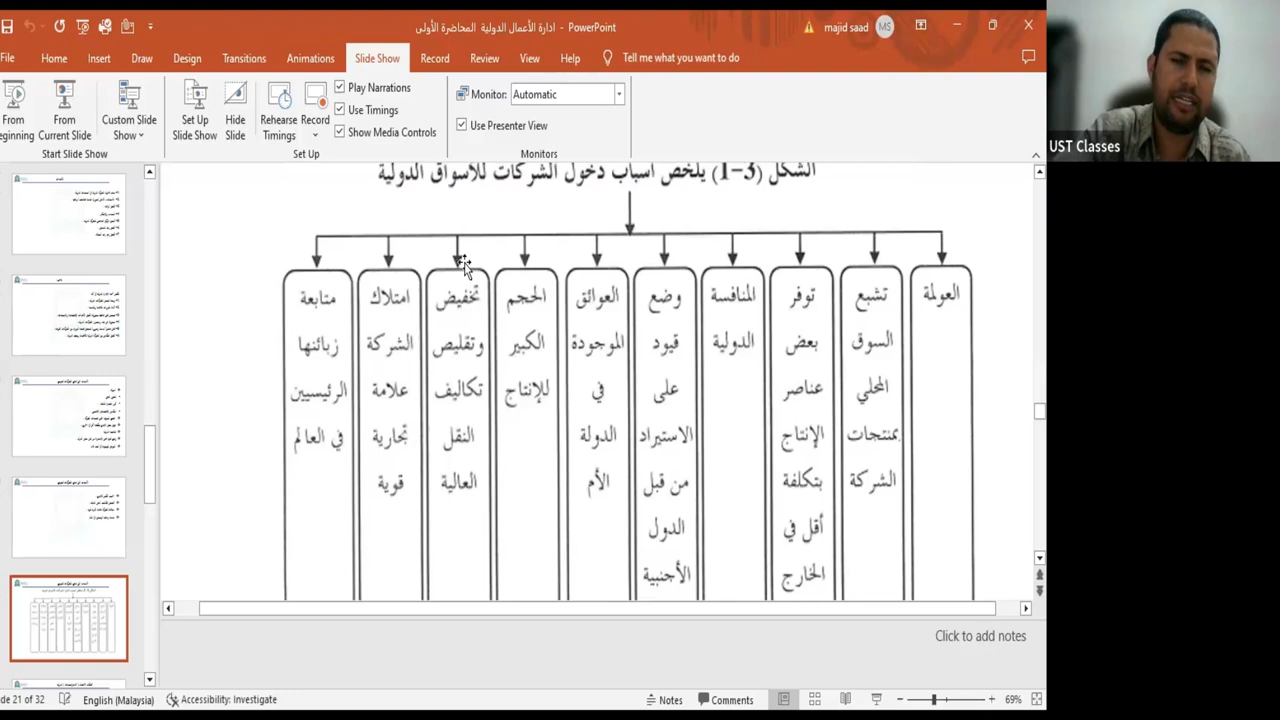 ادارة الأعمال الدولية المحاضرة الأولى - PowerPoint
majid saad
MS
File
Home
Insert
Draw
Design
Transitions
Animations
Slide Show
Record
Review
View
Help
Tell me what you want to do
From
Beginning
From
Current Slide
Custom Slide
Show
Set Up
Slide Show
Hide
Slide
Rehearse
Timings
Record
Play Narrations
Use Timings
Show Media Controls
Monitor: Automatic
Use Presenter View
Start Slide Show
Set Up
Monitors
UST Classes
الشكل (3-1) يلخص أسباب دخول الشركات للأسواق الدولية
العولمة
تشبع
السوق
المحلي
بمنتجات
الشركة
توفر
بعض
عناصر
الإنتاج
بتكلفة
أقل في
الخارج
المنافسة
الدولية
وضع
قيود
على
الاستيراد
من قبل
الدول
الأجنبية
العوائق
الموجودة
في
الدولة
الأم
الحجم
الكبير
للإنتاج
تخفيض
وتقليص
تكاليف
النقل
العالية
امتلاك
الشركة
علامة
تجارية
قوية
متابعة
زبائنها
الرئيسيين
في العالم
Click to add notes
de 21 of 32
English (Malaysia)
Accessibility: Investigate
Notes
Comments
69%